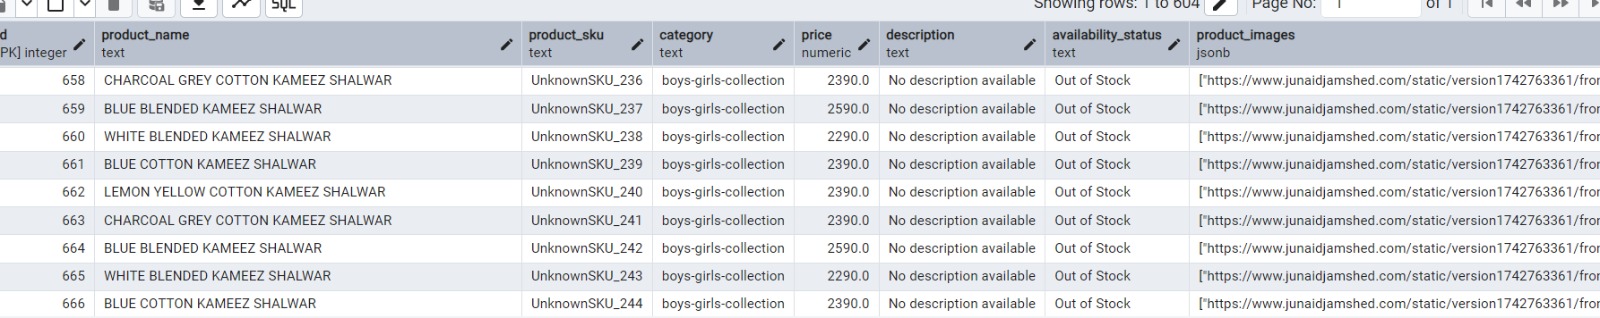 SQL Showing rows: 1 to 604 Page No: 1 of 1
d product_name product_sku category price description availability_status product_images
PK] integer text text text numeric text text jsonb
658 CHARCOAL GREY COTTON KAMEEZ SHALWAR UnknownSKU_236 boys-girls-collection 2390.0 No description available Out of Stock ["https://www.junaidjamshed.com/static/version1742763361/fror
659 BLUE BLENDED KAMEEZ SHALWAR UnknownSKU_237 boys-girls-collection 2590.0 No description available Out of Stock ["https://www.junaidjamshed.com/static/version1742763361/fror
660 WHITE BLENDED KAMEEZ SHALWAR UnknownSKU_238 boys-girls-collection 2290.0 No description available Out of Stock ["https://www.junaidjamshed.com/static/version1742763361/fror
661 BLUE COTTON KAMEEZ SHALWAR UnknownSKU_239 boys-girls-collection 2390.0 No description available Out of Stock ["https://www.junaidjamshed.com/static/version1742763361/fror
662 LEMON YELLOW COTTON KAMEEZ SHALWAR UnknownSKU_240 boys-girls-collection 2390.0 No description available Out of Stock ["https://www.junaidjamshed.com/static/version1742763361/fror
663 CHARCOAL GREY COTTON KAMEEZ SHALWAR UnknownSKU_241 boys-girls-collection 2390.0 No description available Out of Stock ["https://www.junaidjamshed.com/static/version1742763361/fror
664 BLUE BLENDED KAMEEZ SHALWAR UnknownSKU_242 boys-girls-collection 2590.0 No description available Out of Stock ["https://www.junaidjamshed.com/static/version1742763361/fror
665 WHITE BLENDED KAMEEZ SHALWAR UnknownSKU_243 boys-girls-collection 2290.0 No description available Out of Stock ["https://www.junaidjamshed.com/static/version1742763361/fror
666 BLUE COTTON KAMEEZ SHALWAR UnknownSKU_244 boys-girls-collection 2390.0 No description available Out of Stock ["https://www.junaidjamshed.com/static/version1742763361/fror